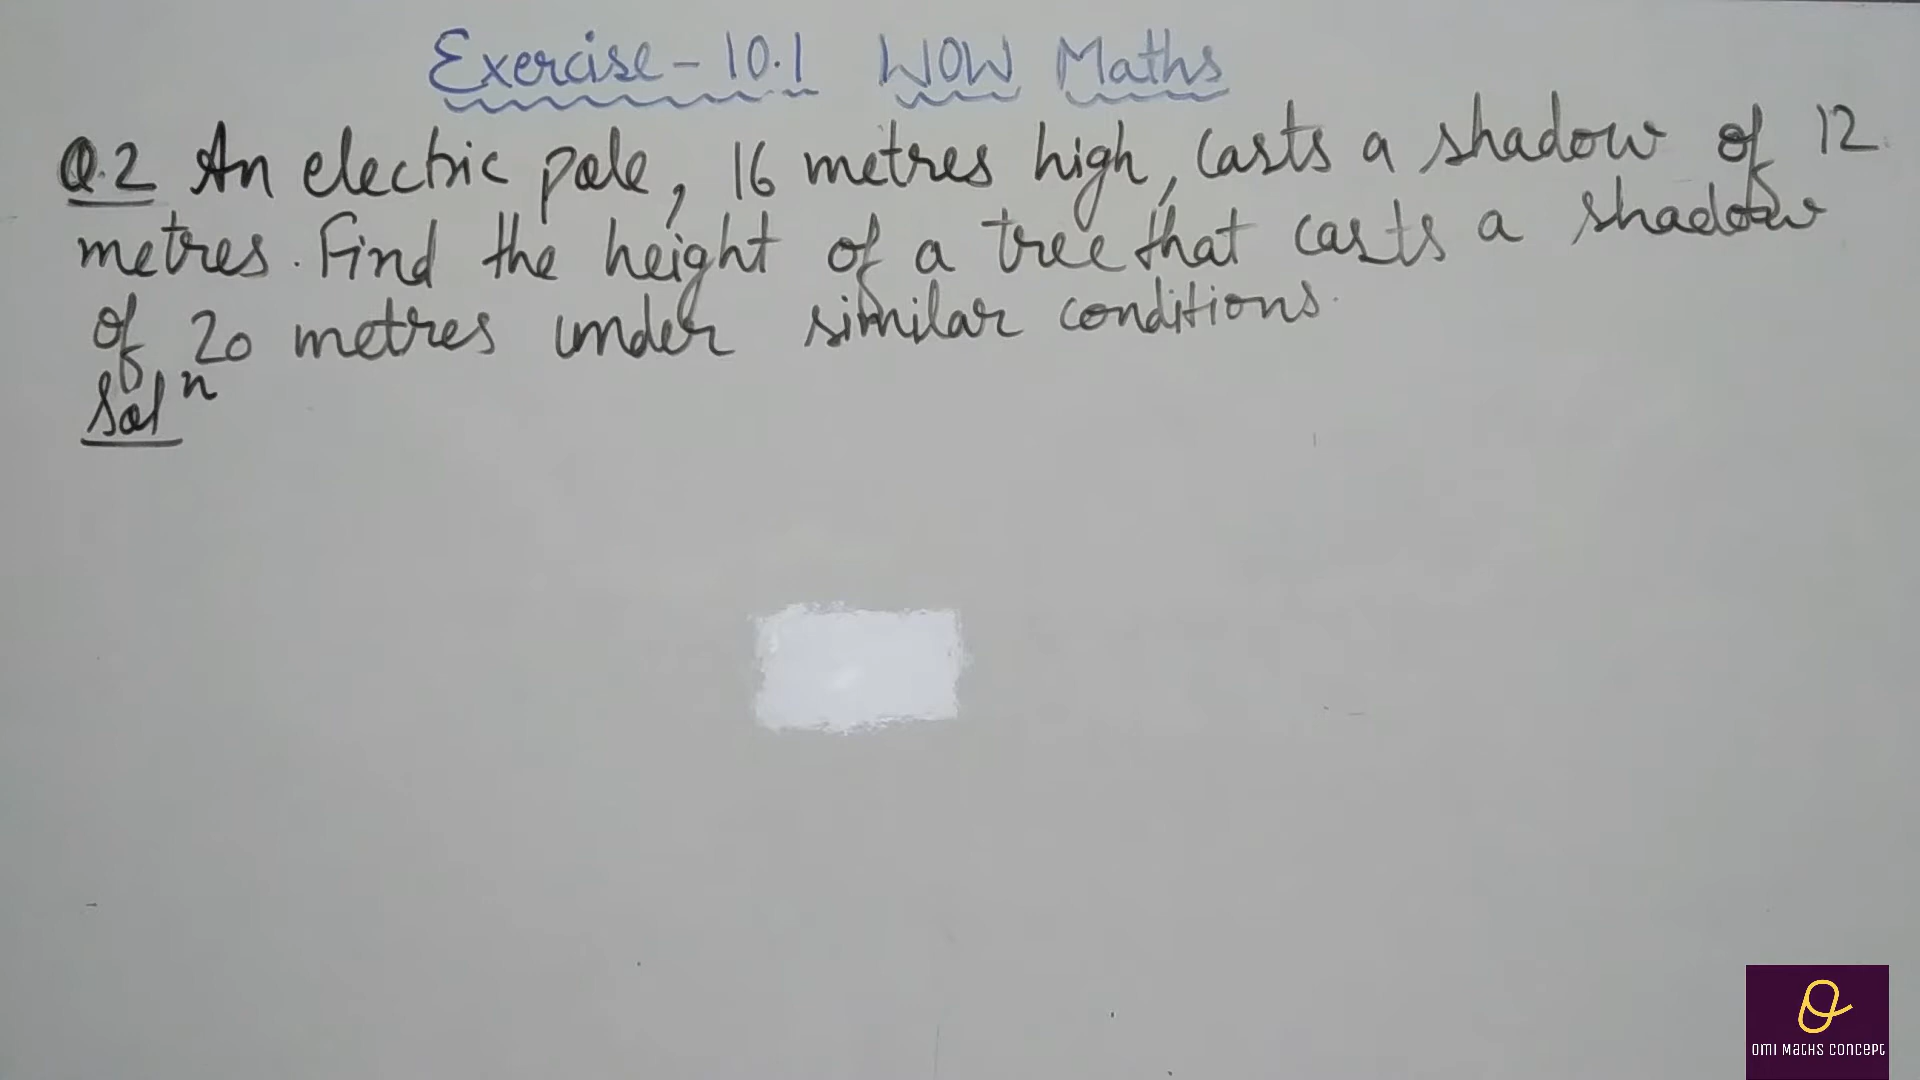 Exercise - 10.1 WOW Maths
Q.2 An electric pole, 16 metres high, casts a shadow of 12
metres. Find the height of a tree that casts a shadow
of 20 metres under similar conditions.
Solⁿ
OMI MATHS CONCEPT